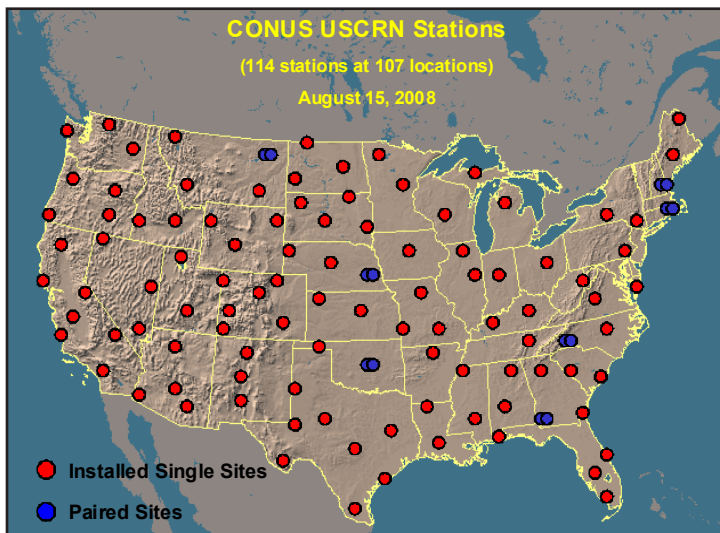 CONUS USCRN Stations
(114 stations at 107 locations)
August 15, 2008
Installed Single Sites
Paired Sites